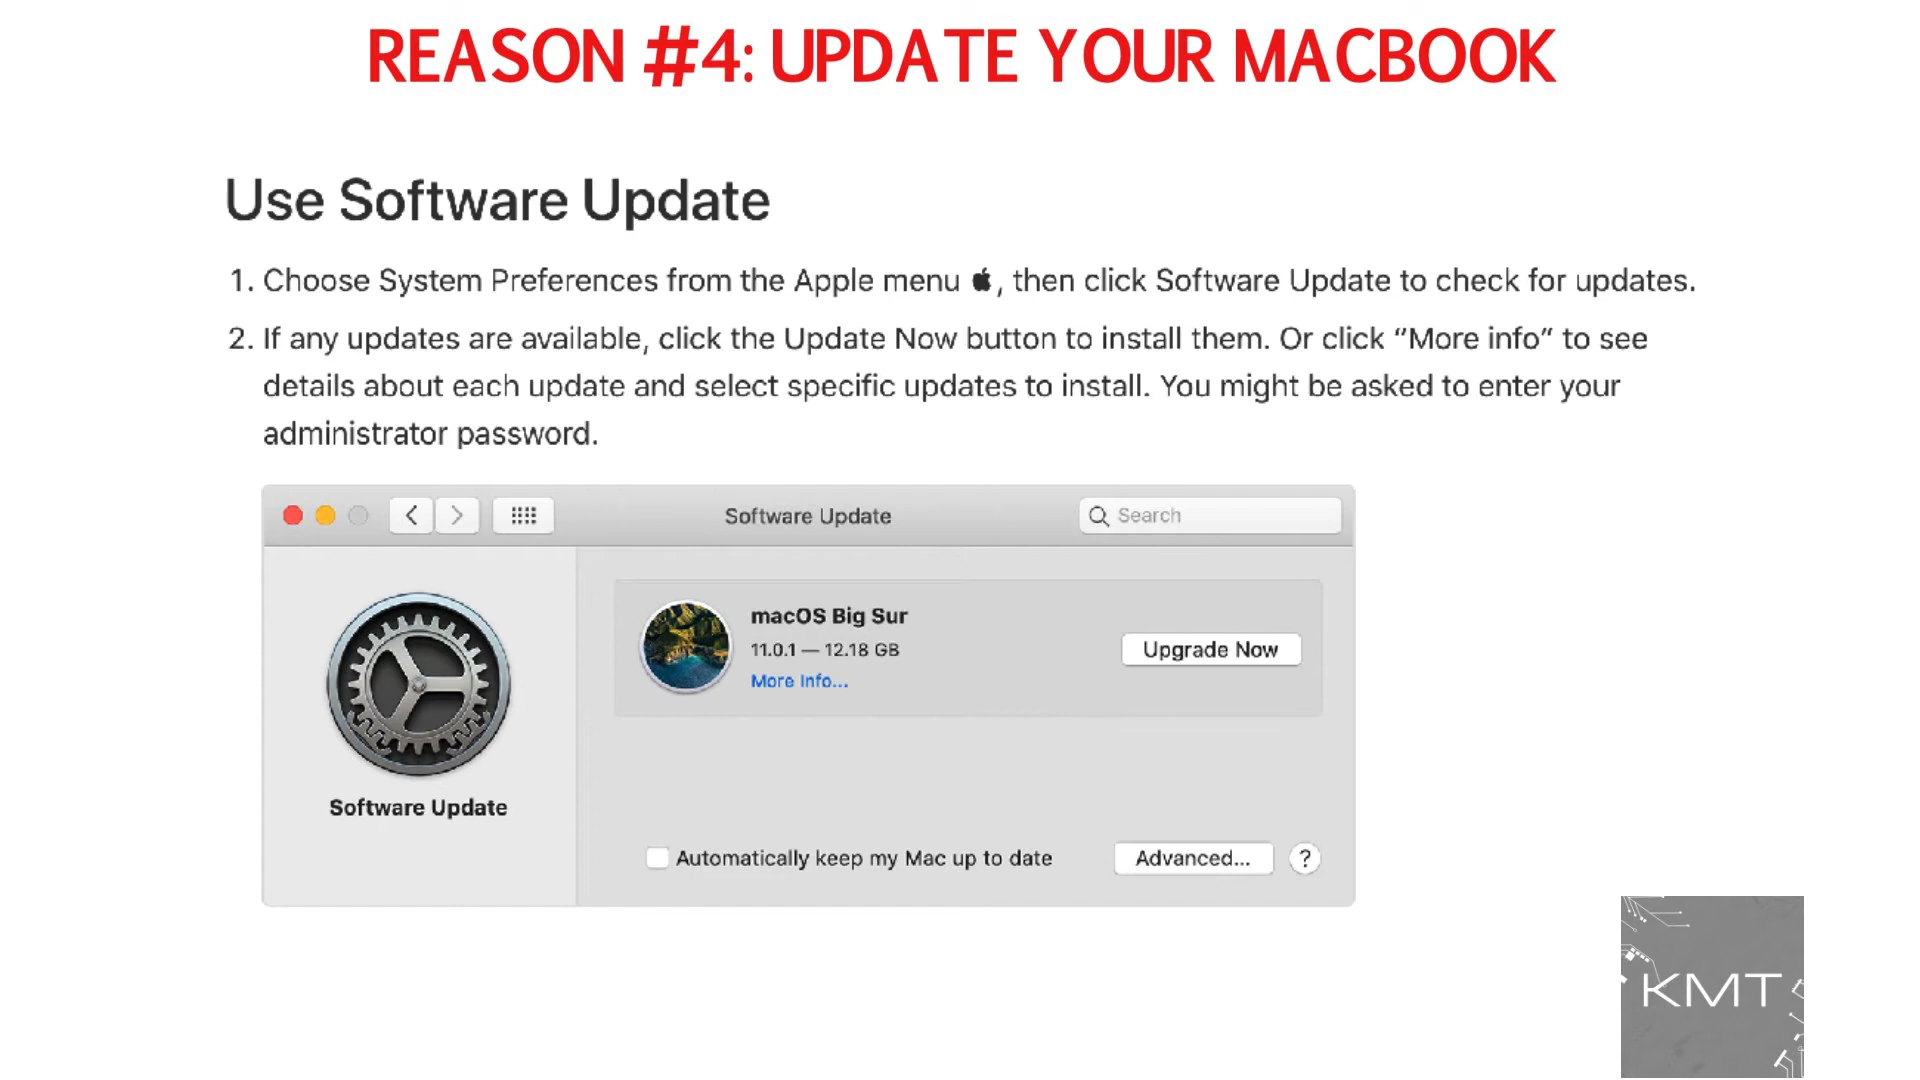 REASON #4: UPDATE YOUR MACBOOK
Use Software Update
1. Choose System Preferences from the Apple menu , then click Software Update to check for updates.
2. If any updates are available, click the Update Now button to install them. Or click “More info” to see
details about each update and select specific updates to install. You might be asked to enter your
administrator password.
Software Update
Search
macOS Big Sur
11.0.1 — 12.18 GB
Upgrade Now
More Info...
Software Update
Automatically keep my Mac up to date
Advanced...
?
KMT